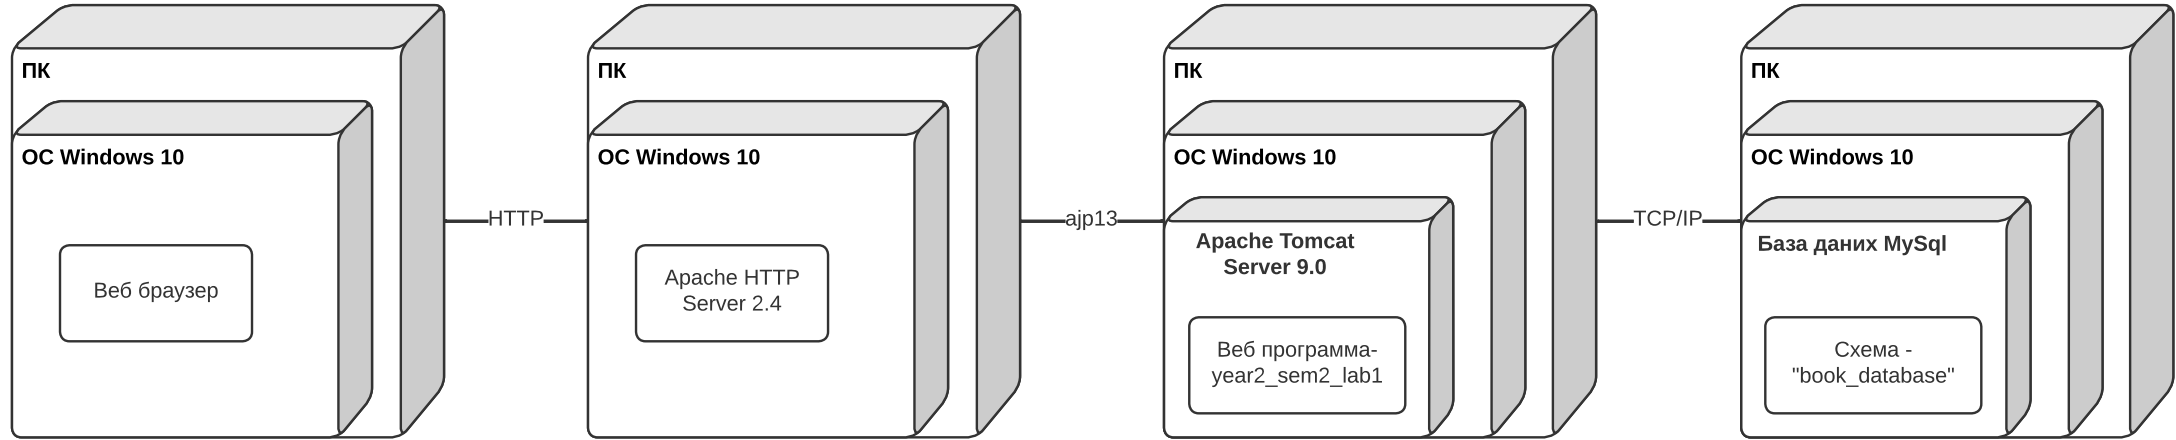 ПК
ОС Windows 10
Веб браузер
HTTP
ПК
ОС Windows 10
Apache HTTP
Server 2.4
ajp13
ПК
ОС Windows 10
Apache Tomcat
Server 9.0
Веб программа-
year2_sem2_lab1
TCP/IP
ПК
ОС Windows 10
База даних MySql
Схема -
"book_database"